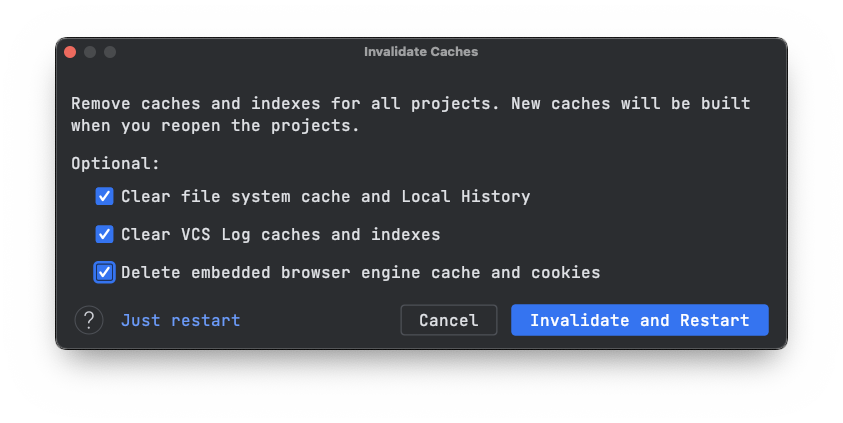 Invalidate Caches
Remove caches and indexes for all projects. New caches will be built
when you reopen the projects.
Optional:
Clear file system cache and Local History
Clear VCS Log caches and indexes
Delete embedded browser engine cache and cookies
? Just restart Cancel Invalidate and Restart